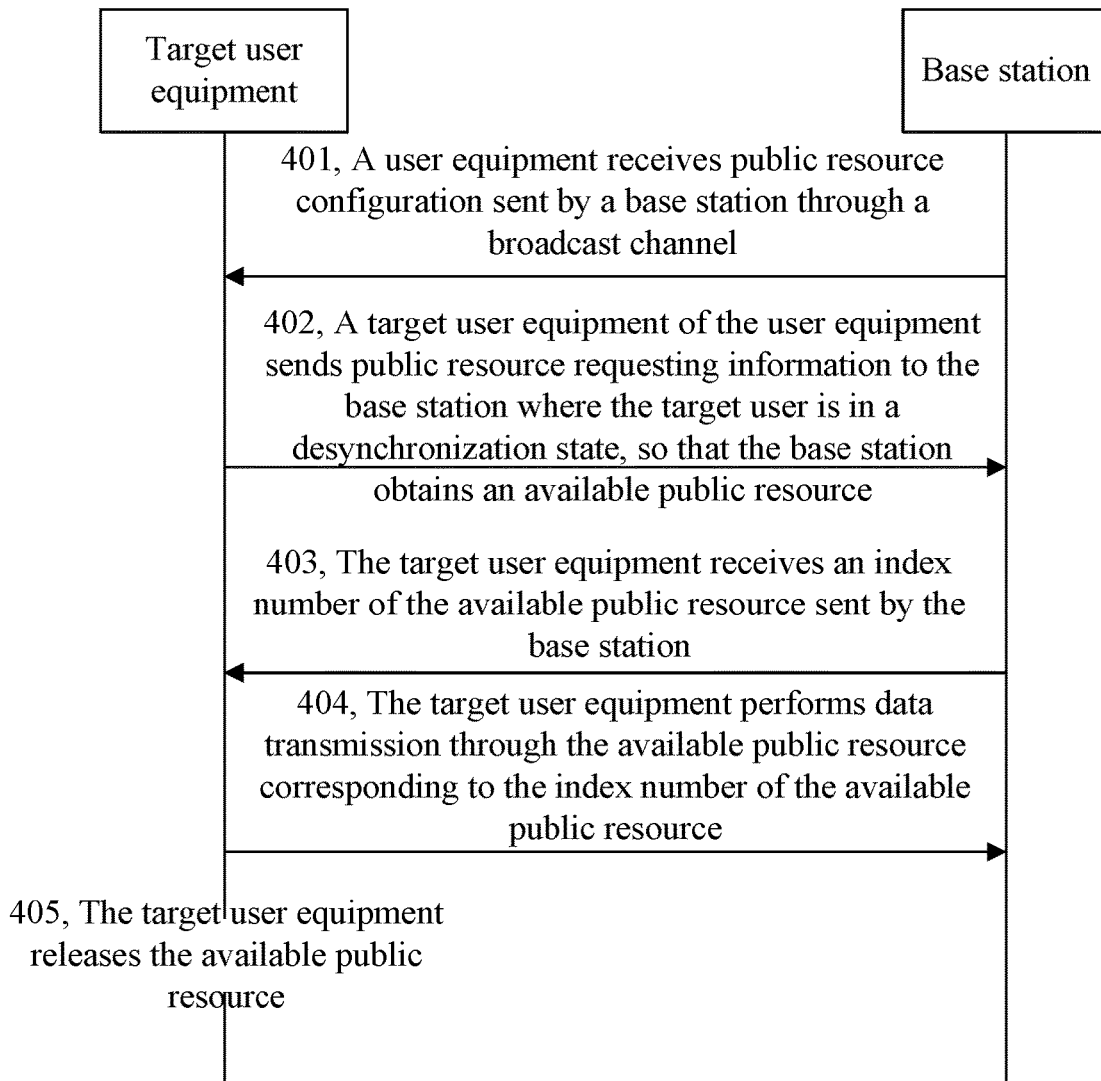 Target user
equipment
Base station
401, A user equipment receives public resource
configuration sent by a base station through a
broadcast channel
402, A target user equipment of the user equipment
sends public resource requesting information to the
base station where the target user is in a
desynchronization state, so that the base station
obtains an available public resource
403, The target user equipment receives an index
number of the available public resource sent by the
base station
404, The target user equipment performs data
transmission through the available public resource
corresponding to the index number of the available
public resource
405, The target user equipment
releases the available public
resource